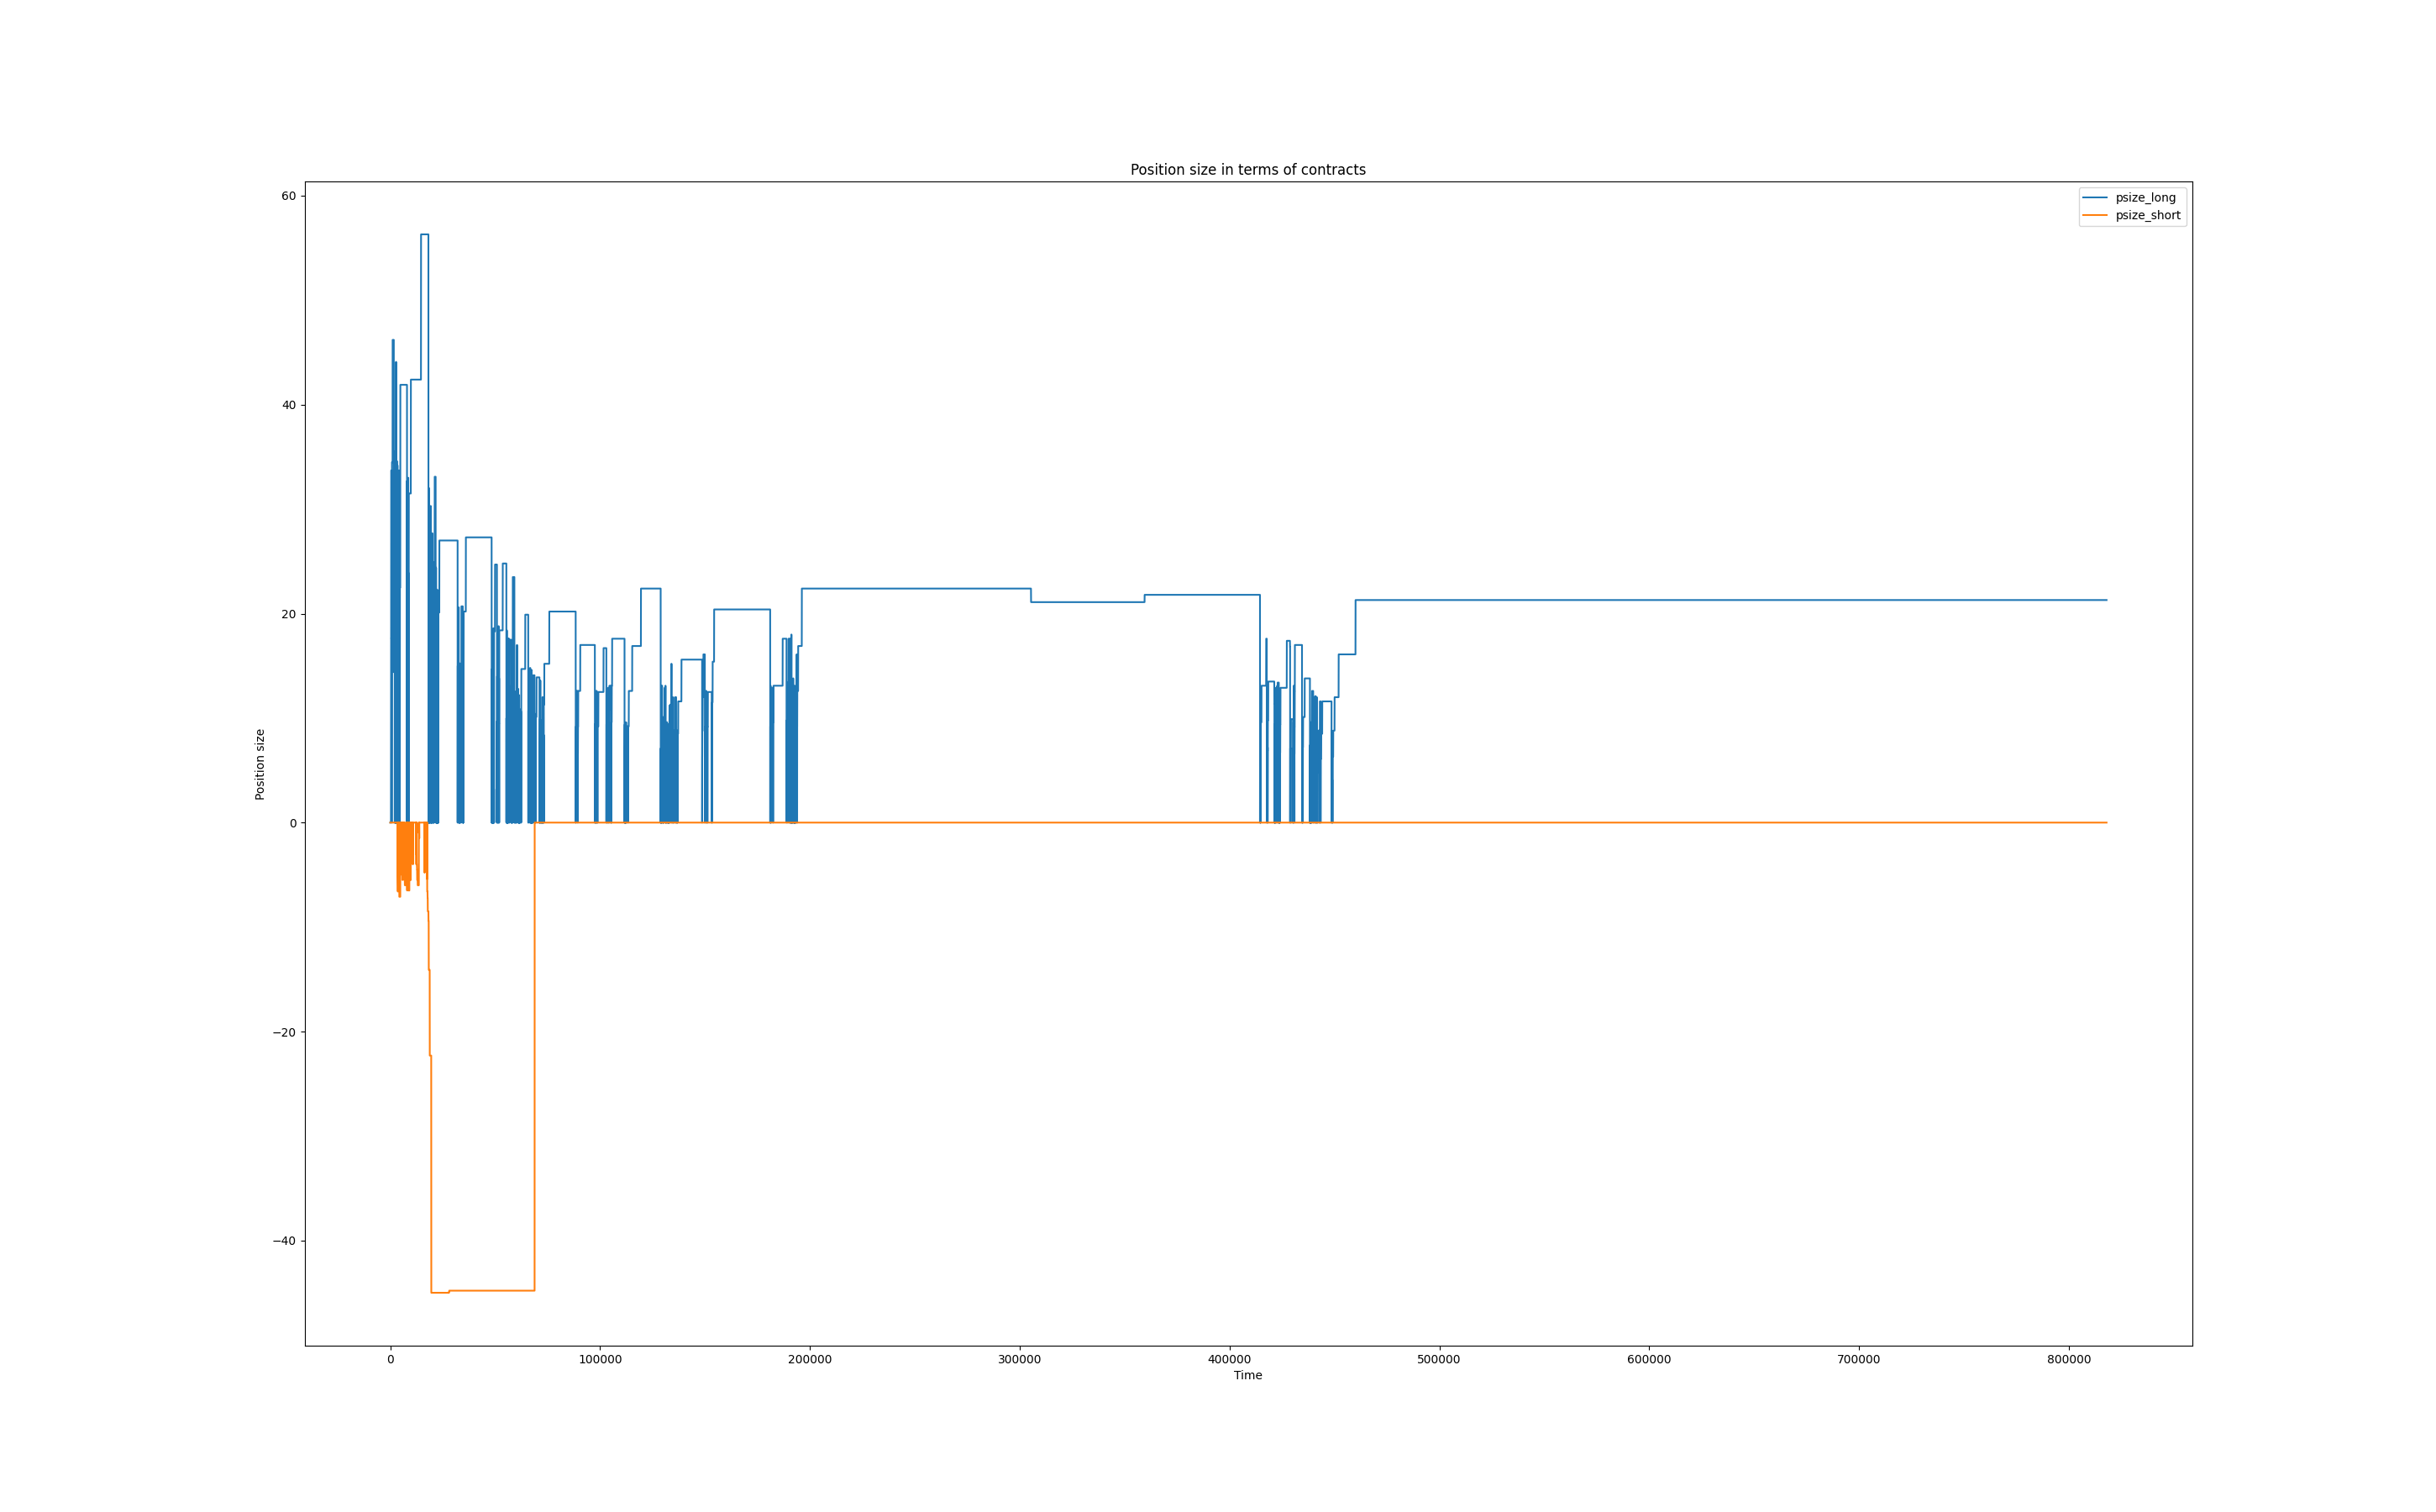 Position size in terms of contracts
psize_long
psize_short
60
40
20
0
−20
−40
Position size
0 100000 200000 300000 400000 500000 600000 700000 800000
Time